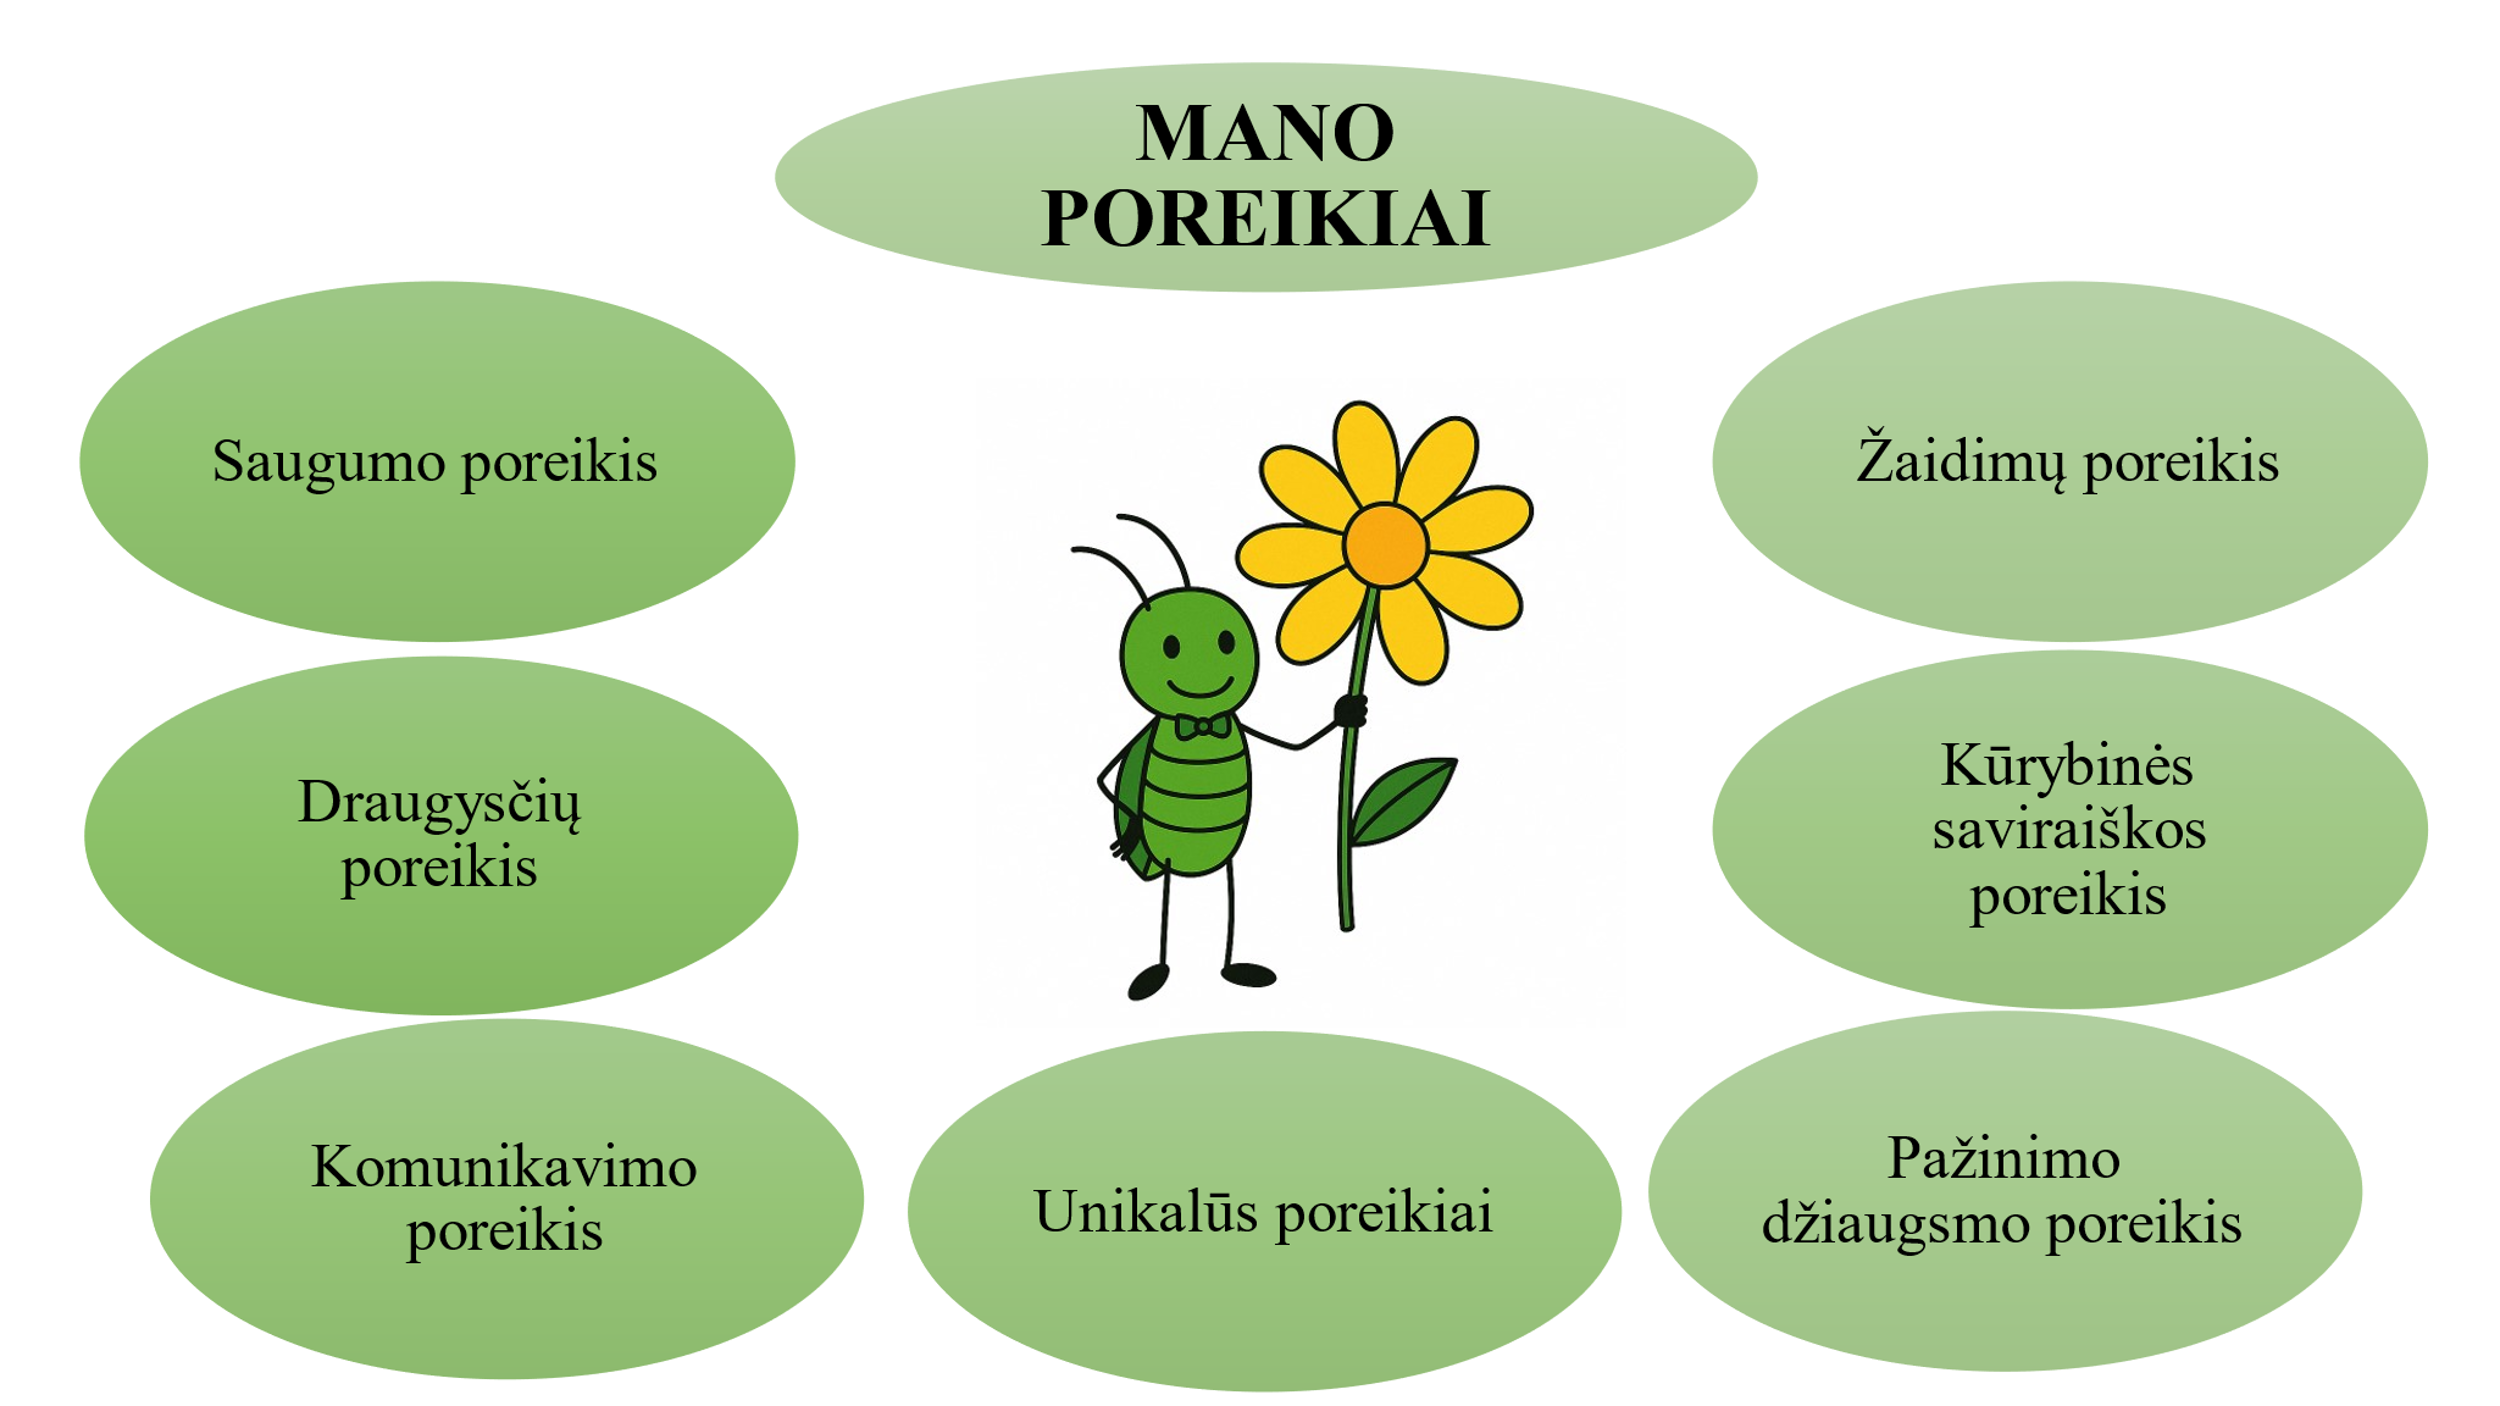 MANO
POREIKIAI
Saugumo poreikis
Žaidimų poreikis
Draugysčių
poreikis
Kūrybinės
saviraiškos
poreikis
Komunikavimo
poreikis
Unikalūs poreikiai
Pažinimo
džiaugsmo poreikis